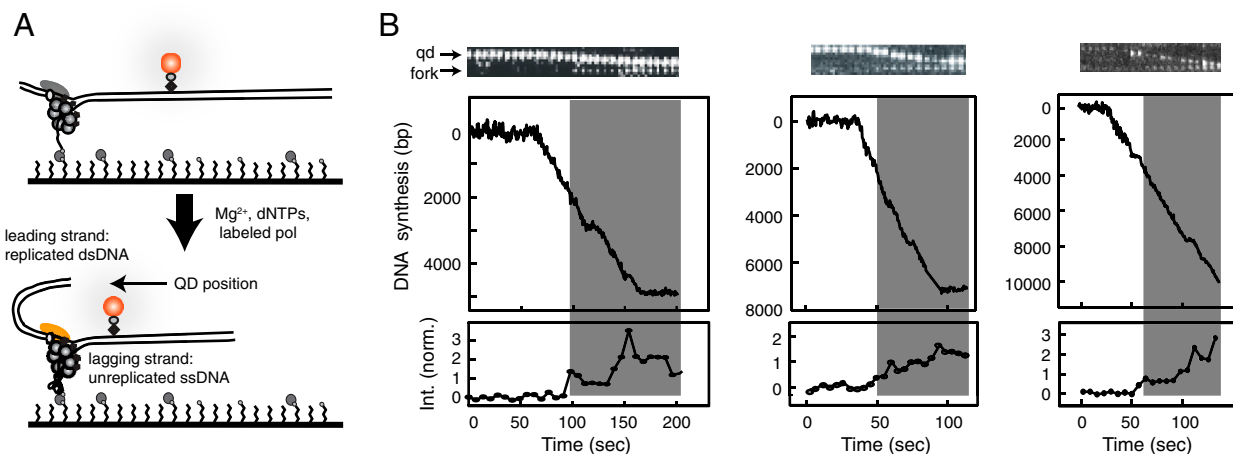 A
Mg²⁺, dNTPs,
labeled pol
leading strand:
replicated dsDNA
QD position
lagging strand:
unreplicated ssDNA
B
qd
fork
DNA synthesis (bp)
0
2000
4000
0
2000
4000
6000
8000
0
2000
4000
6000
8000
10000
Int. (norm.)
3
2
1
0
0 50 100 150 200
Time (sec)
2
1
0
0 50 100
Time (sec)
3
2
1
0
0 50 100
Time (sec)